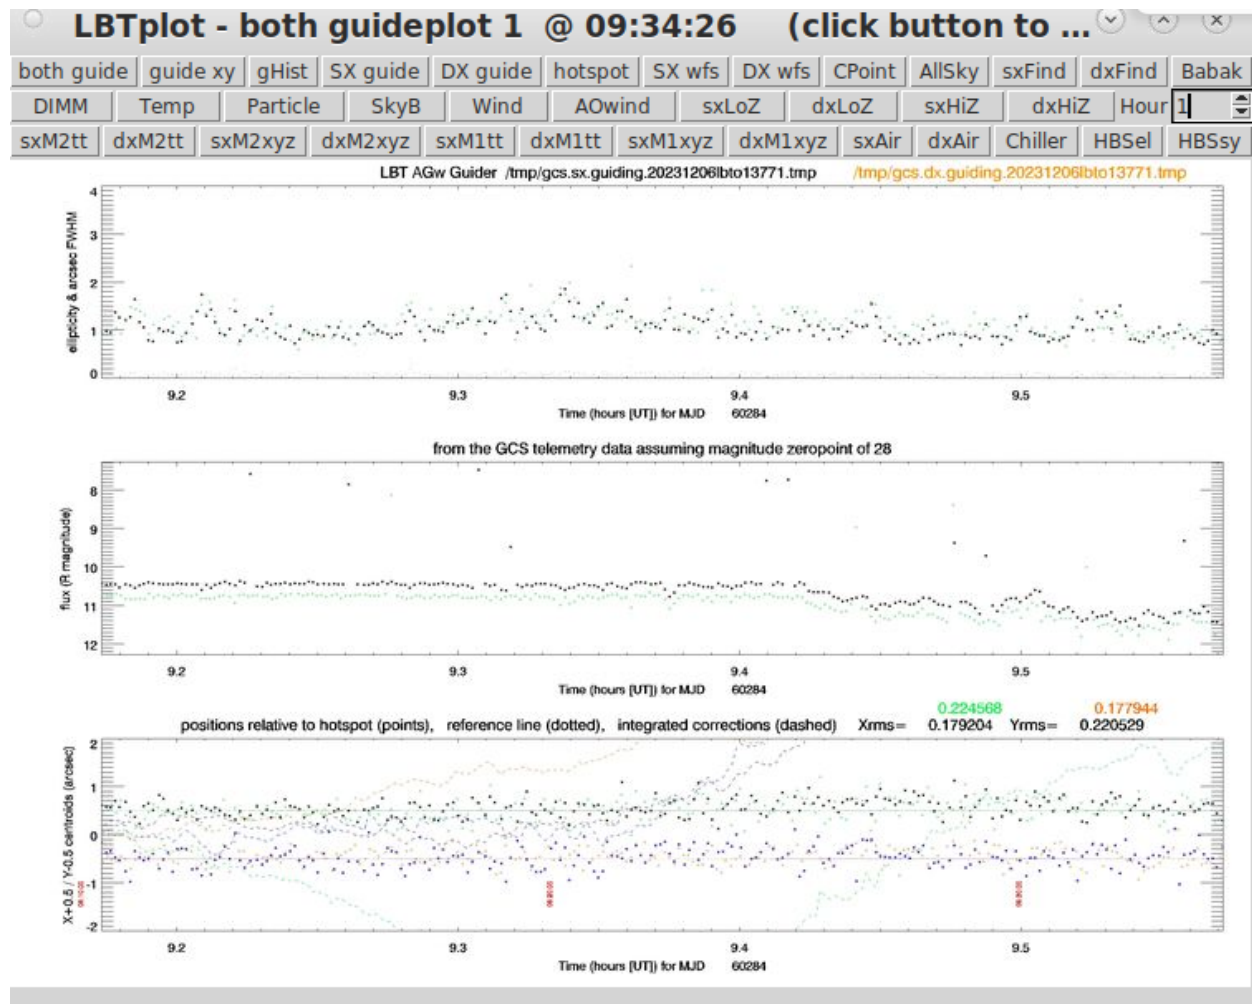 LBTplot - both guideplot 1 @ 09:34:26 (click button to ...
both guide guide xy gHist SX guide DX guide hotspot SX wfs DX wfs CPoint AllSky sxFind dxFind Babak
DIMM Temp Particle SkyB Wind AOwind sxLoZ dxLoZ sxHiZ dxHiZ Hour 1
sxM2tt dxM2tt sxM2xyz dxM2xyz sxM1tt dxM1tt sxM1xyz dxM1xyz sxAir dxAir Chiller HBSel HBSsy
LBT AGw Guider /tmp/gcs.sx.guiding.20231206lbto13771.tmp /tmp/gcs.dx.guiding.20231206lbto13771.tmp
ellipticity & arcsec FWHM
4
3
2
1
0
9.2 9.3 9.4 9.5
Time (hours [UT]) for MJD 60284
from the GCS telemetry data assuming magnitude zeropoint of 28
flux (R magnitude)
8
9
10
11
12
9.2 9.3 9.4 9.5
Time (hours [UT]) for MJD 60284
0.224568 0.177944
positions relative to hotspot (points), reference line (dotted), integrated corrections (dashed) Xrms= 0.179204 Yrms= 0.220529
X+0.5 / Y-0.5 centroids (arcsec)
2
1
0
-1
-2
9.2 9.3 9.4 9.5
Time (hours [UT]) for MJD 60284